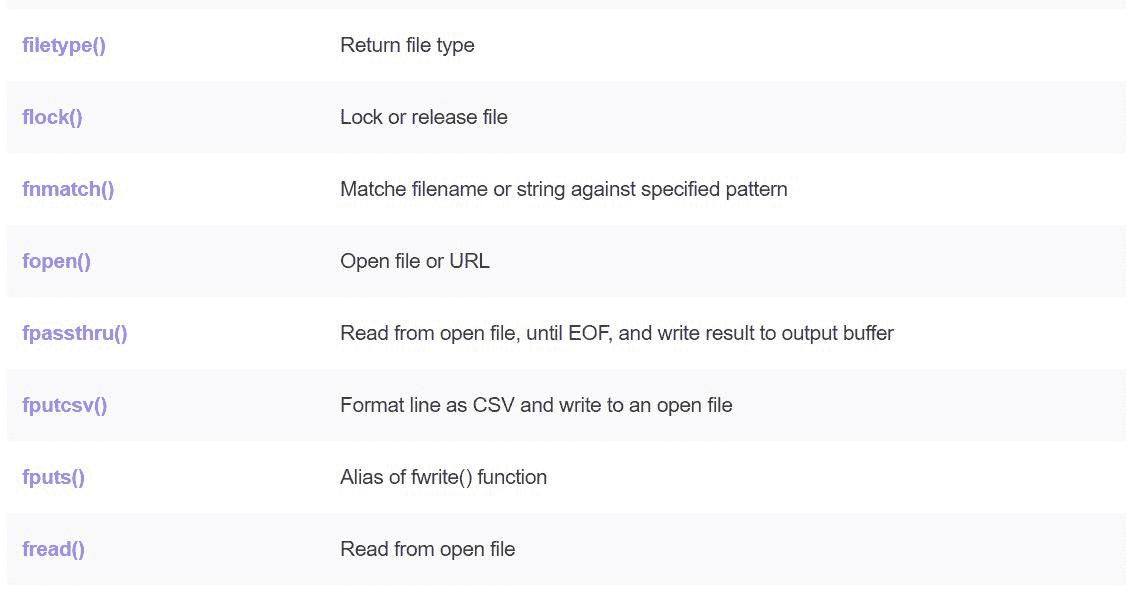 filetype() Return file type
flock() Lock or release file
fnmatch() Matche filename or string against specified pattern
fopen() Open file or URL
fpassthru() Read from open file, until EOF, and write result to output buffer
fputcsv() Format line as CSV and write to an open file
fputs() Alias of fwrite() function
fread() Read from open file